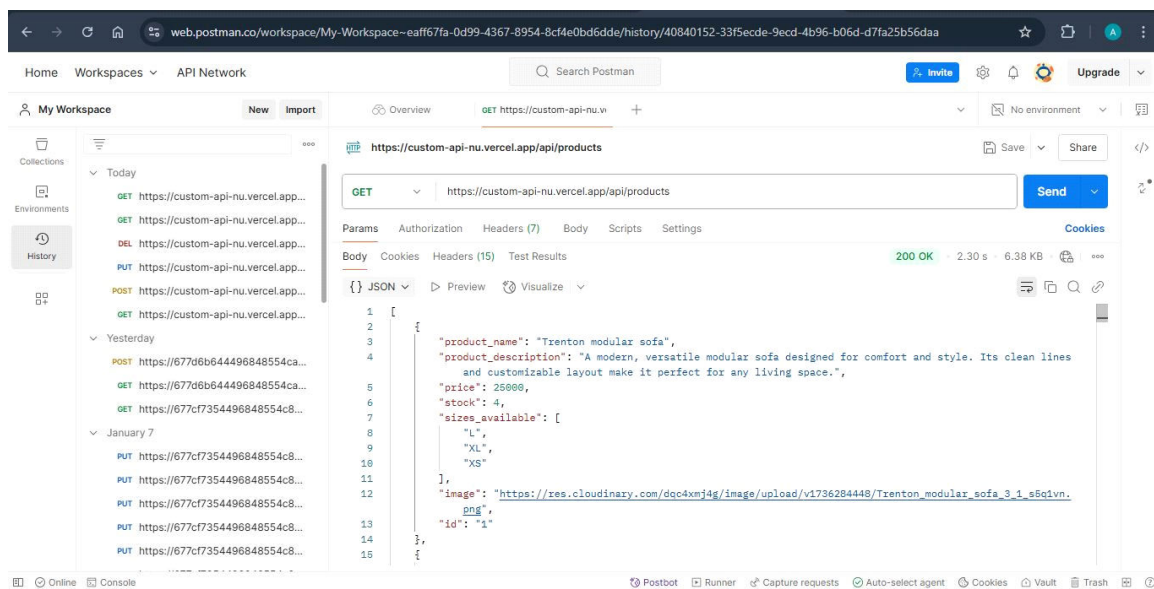 web.postman.co/workspace/My-Workspace~eaff67fa-0d99-4367-8954-8cf4e0bd6dde/history/40840152-33f5ecde-9ecd-4b96-b06d-d7fa25b56daa
A
Home Workspaces API Network Search Postman Invite Upgrade
My Workspace New Import Overview GET https://custom-api-nu.v No environment
Collections
Environments
History
Today
GET https://custom-api-nu.vercel.app...
GET https://custom-api-nu.vercel.app...
DEL https://custom-api-nu.vercel.app...
PUT https://custom-api-nu.vercel.app...
POST https://custom-api-nu.vercel.app...
GET https://custom-api-nu.vercel.app...
Yesterday
POST https://677d6b644496848554ca...
GET https://677d6b644496848554ca...
GET https://677cf7354496848554c8...
January 7
PUT https://677cf7354496848554c8...
PUT https://677cf7354496848554c8...
PUT https://677cf7354496848554c8...
PUT https://677cf7354496848554c8...
PUT https://677cf7354496848554c8...
HTTP https://custom-api-nu.vercel.app/api/products Save Share
GET https://custom-api-nu.vercel.app/api/products Send
Params Authorization Headers (7) Body Scripts Settings Cookies
Body Cookies Headers (15) Test Results 200 OK 2.30 s 6.38 KB
{} JSON Preview Visualize
1 [
2 {
3 "product_name": "Trenton modular sofa",
4 "product_description": "A modern, versatile modular sofa designed for comfort and style. Its clean lines
and customizable layout make it perfect for any living space.",
5 "price": 25000,
6 "stock": 4,
7 "sizes_available": [
8 "L",
9 "XL",
10 "XS"
11 ],
12 "image": "https://res.cloudinary.com/dqc4xmj4g/image/upload/v1736284448/Trenton_modular_sofa_3_1_s5q1vn.
png",
13 "id": "1"
14 },
15 {
Online Console Postbot Runner Capture requests Auto-select agent Cookies Vault Trash